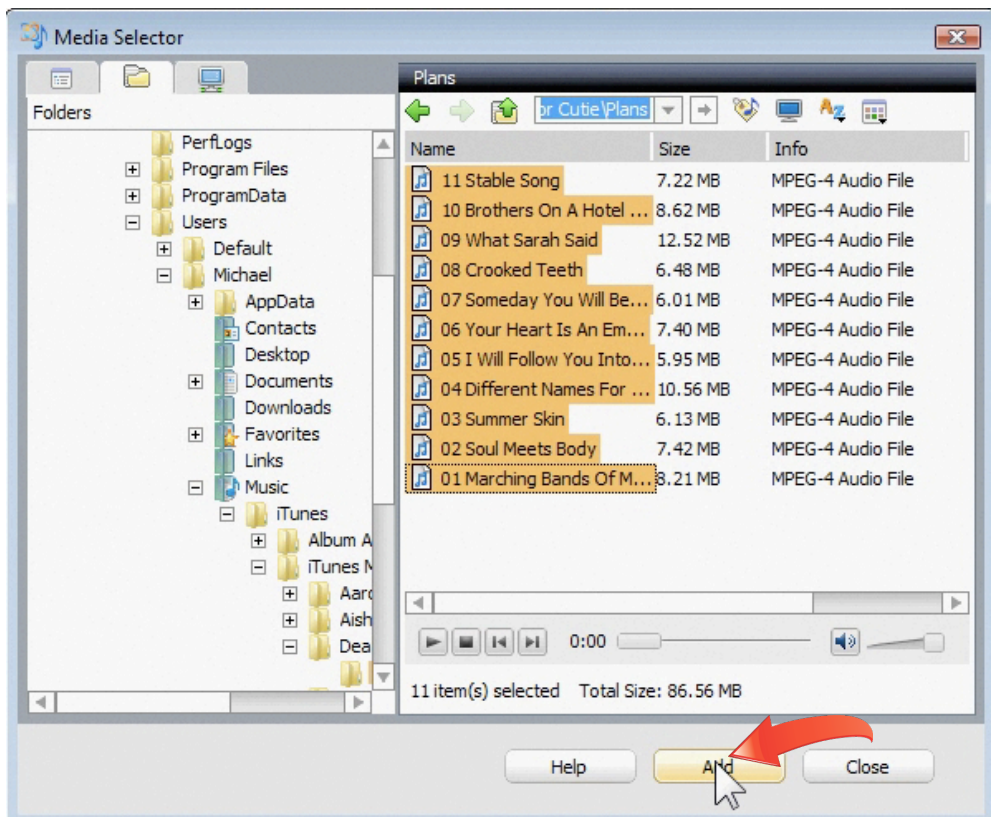 Media Selector
Folders
PerfLogs
Program Files
ProgramData
Users
Default
Michael
AppData
Contacts
Desktop
Documents
Downloads
Favorites
Links
Music
iTunes
Album A
iTunes M
Aaro
Aish
Dea
Plans
or Cutie\Plans
Name Size Info
11 Stable Song 7.22 MB MPEG-4 Audio File
10 Brothers On A Hotel ... 8.62 MB MPEG-4 Audio File
09 What Sarah Said 12.52 MB MPEG-4 Audio File
08 Crooked Teeth 6.48 MB MPEG-4 Audio File
07 Someday You Will Be... 6.01 MB MPEG-4 Audio File
06 Your Heart Is An Em... 7.40 MB MPEG-4 Audio File
05 I Will Follow You Into... 5.95 MB MPEG-4 Audio File
04 Different Names For ... 10.56 MB MPEG-4 Audio File
03 Summer Skin 6.13 MB MPEG-4 Audio File
02 Soul Meets Body 7.42 MB MPEG-4 Audio File
01 Marching Bands Of M... 8.21 MB MPEG-4 Audio File
0:00
11 item(s) selected Total Size: 86.56 MB
Help Add Close